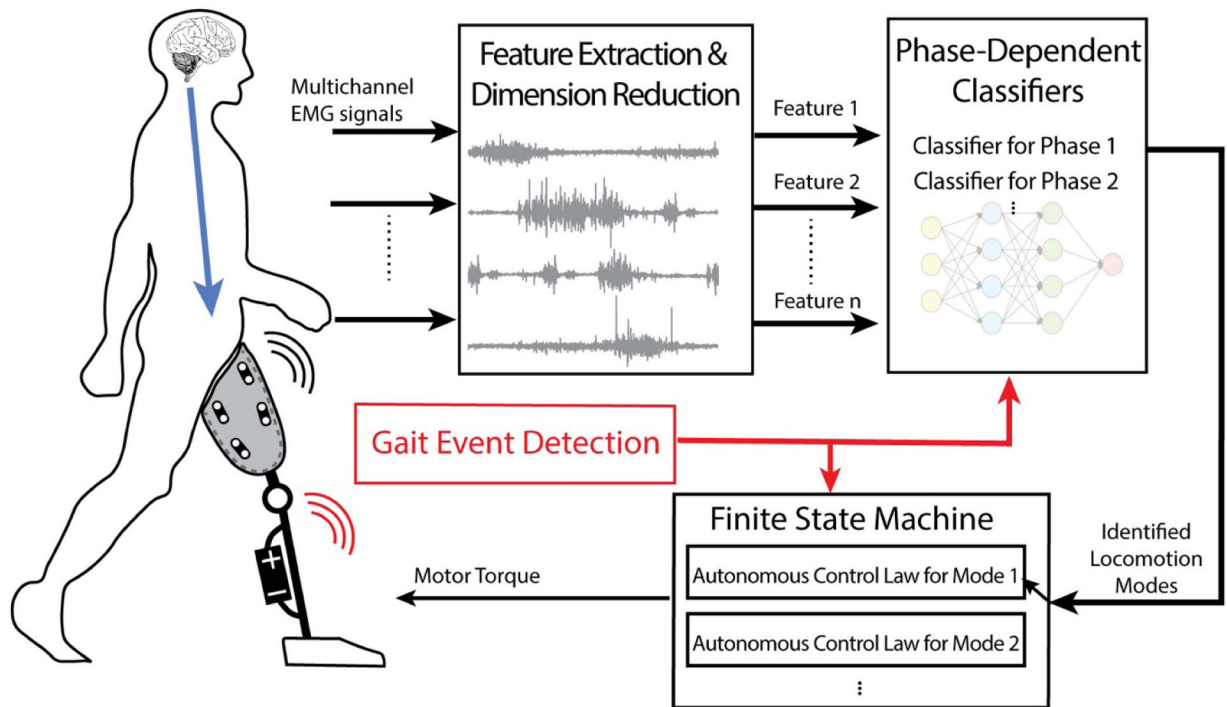 Multichannel
EMG signals
Feature Extraction &
Dimension Reduction
Feature 1
Feature 2
Feature n
Phase-Dependent
Classifiers
Classifier for Phase 1
Classifier for Phase 2
Gait Event Detection
Finite State Machine
Autonomous Control Law for Mode 1
Autonomous Control Law for Mode 2
Identified
Locomotion
Modes
Motor Torque